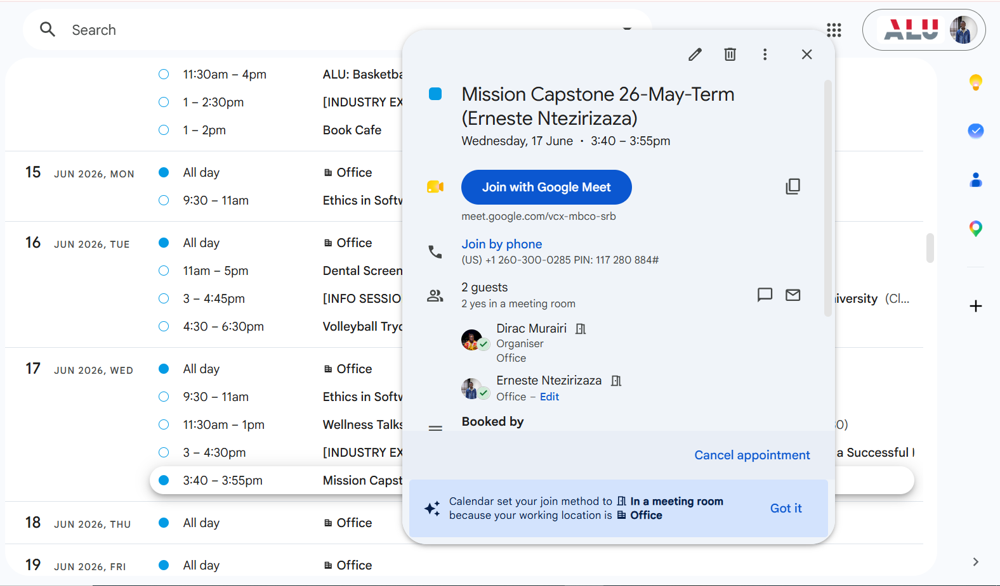 Search
ALU
11:30am – 4pm ALU: Basketba
1 – 2:30pm [INDUSTRY EX
1 – 2pm Book Cafe
15 JUN 2026, MON All day Office
9:30 – 11am Ethics in Softw
16 JUN 2026, TUE All day Office
11am – 5pm Dental Screen
3 – 4:45pm [INFO SESSIO iversity (Cl...
4:30 – 6:30pm Volleyball Tryo
17 JUN 2026, WED All day Office
9:30 – 11am Ethics in Softw
11:30am – 1pm Wellness Talks 0)
3 – 4:30pm [INDUSTRY EX a Successful
3:40 – 3:55pm Mission Capst
18 JUN 2026, THU All day Office
19 JUN 2026, FRI All day Office
Mission Capstone 26-May-Term
(Erneste Ntezirizaza)
Wednesday, 17 June · 3:40 – 3:55pm
Join with Google Meet
meet.google.com/vcx-mbco-srb
Join by phone
(US) +1 260-300-0285 PIN: 117 280 884#
2 guests
2 yes in a meeting room
Dirac Murairi
Organiser
Office
Erneste Ntezirizaza
Office – Edit
Booked by
Cancel appointment
Calendar set your join method to In a meeting room
because your working location is Office
Got it